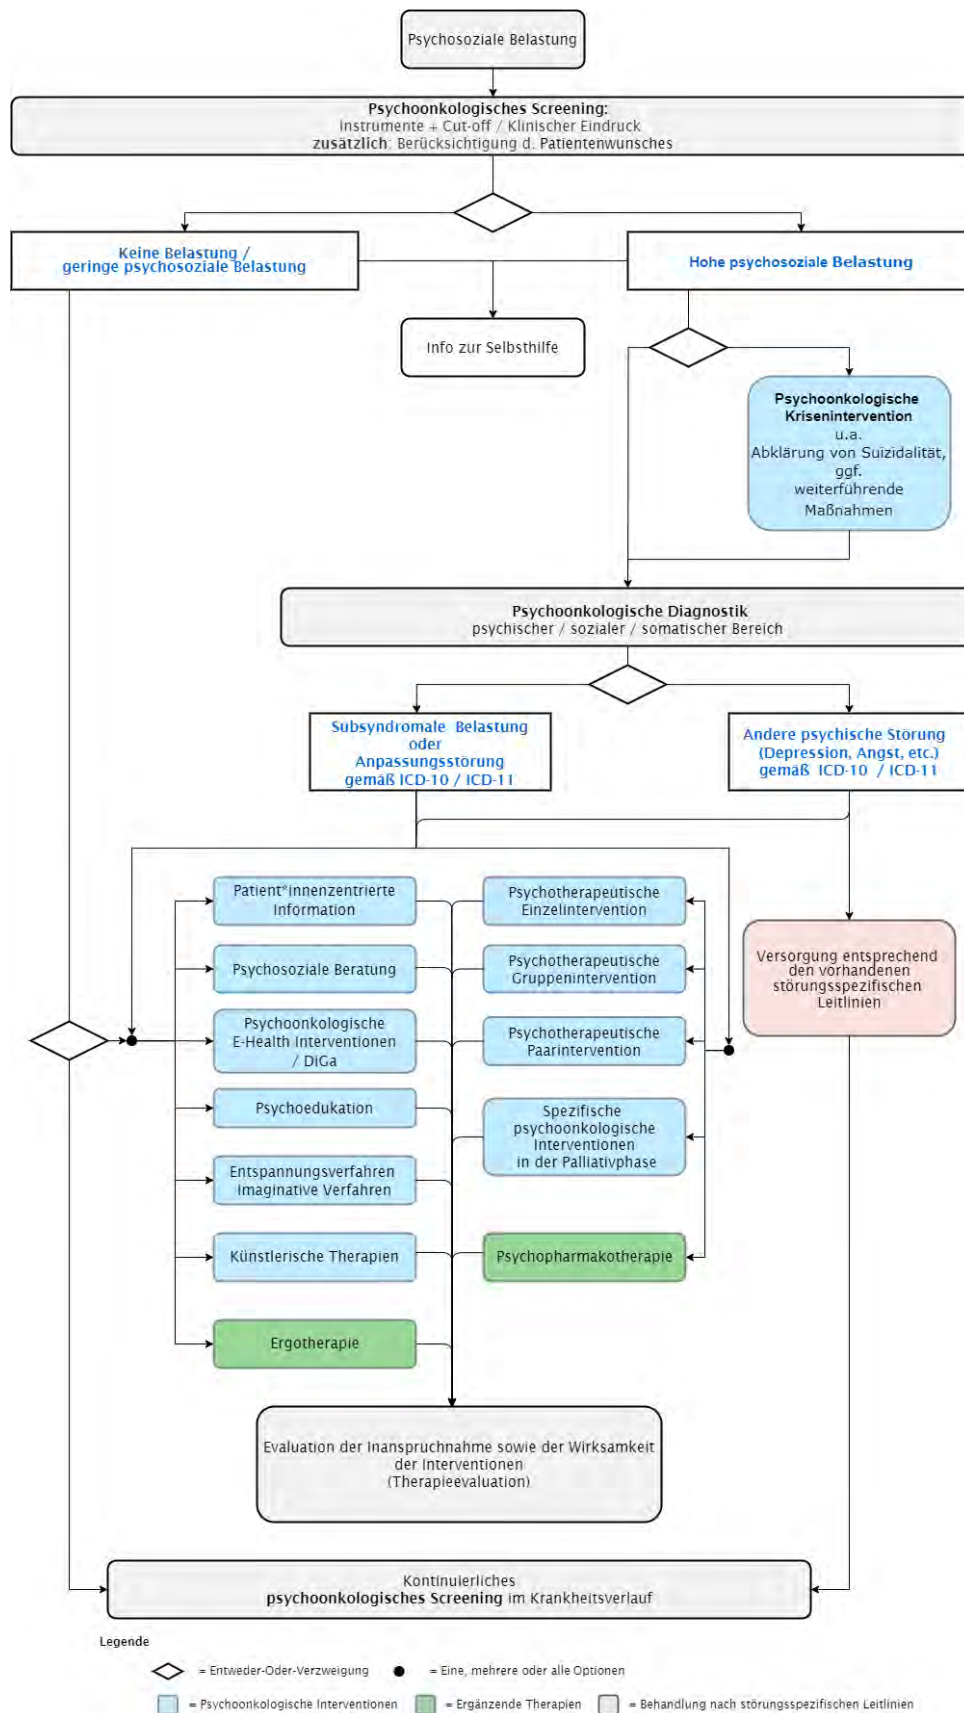 Psychosoziale Belastung
Psychoonkologisches Screening:
Instrumente + Cut-off / Klinischer Eindruck
zusätzlich: Berücksichtigung d. Patientenwunsches
Keine Belastung /
geringe psychosoziale Belastung
Hohe psychosoziale Belastung
Info zur Selbsthilfe
Psychoonkologische
Krisenintervention
u.a.
Abklärung von Suizidalität,
ggf.
weiterführende
Maßnahmen
Psychoonkologische Diagnostik
psychischer / sozialer / somatischer Bereich
Subsyndromale Belastung
oder
Anpassungsstörung
gemäß ICD-10 / ICD-11
Andere psychische Störung
(Depression, Angst, etc.)
gemäß ICD-10 / ICD-11
Patient*innenzentrierte
Information
Psychosoziale Beratung
Psychoonkologische
E-Health Interventionen
/ DiGa
Psychoedukation
Entspannungsverfahren
Imaginative Verfahren
Künstlerische Therapien
Ergotherapie
Psychotherapeutische
Einzelintervention
Psychotherapeutische
Gruppenintervention
Psychotherapeutische
Paarintervention
Spezifische
psychoonkologische
Interventionen
in der Palliativphase
Psychopharmakotherapie
Versorgung entsprechend
den vorhandenen
störungsspezifischen
Leitlinien
Evaluation der Inanspruchnahme sowie der Wirksamkeit
der Interventionen
(Therapieevaluation)
Kontinuierliches
psychoonkologisches Screening im Krankheitsverlauf
Legende
= Entweder-Oder-Verzweigung
= Eine, mehrere oder alle Optionen
= Psychoonkologische Interventionen
= Ergänzende Therapien
= Behandlung nach störungsspezifischen Leitlinien